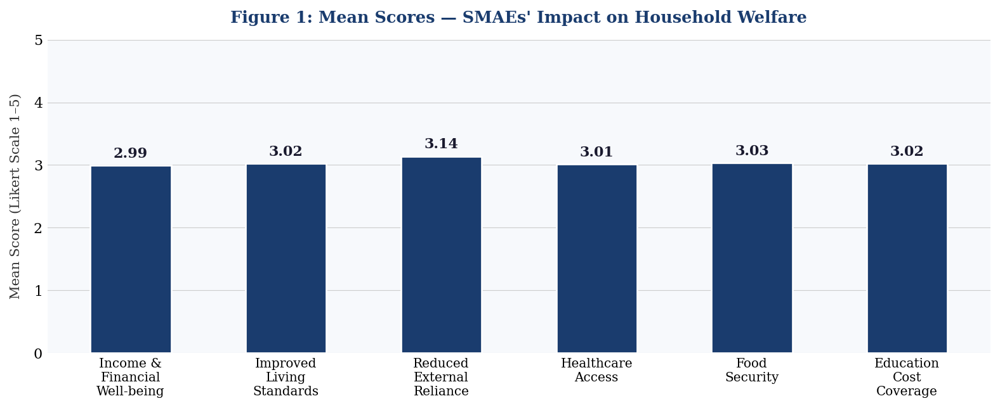 Figure 1: Mean Scores — SMAEs' Impact on Household Welfare
Mean Score (Likert Scale 1–5)
5
4
3
2
1
0
2.99
3.02
3.14
3.01
3.03
3.02
Income &
Financial
Well-being
Improved
Living
Standards
Reduced
External
Reliance
Healthcare
Access
Food
Security
Education
Cost
Coverage